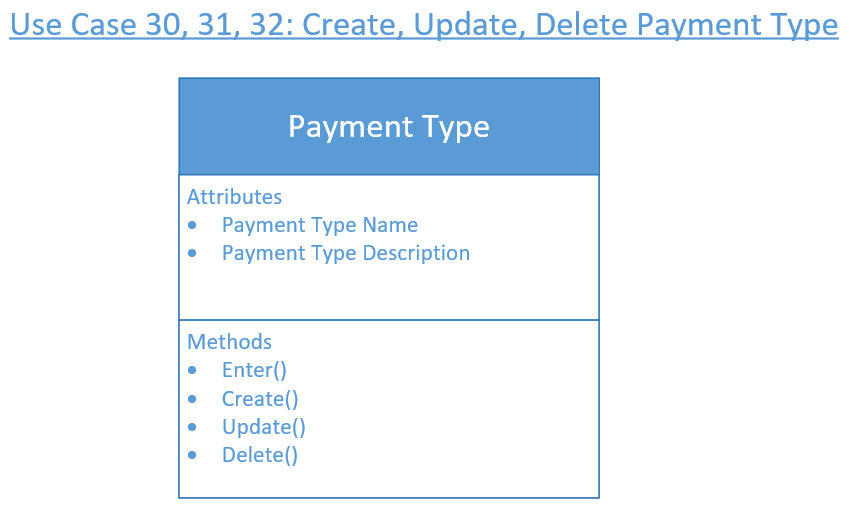 Use Case 30, 31, 32: Create, Update, Delete Payment Type
Payment Type
Attributes
• Payment Type Name
• Payment Type Description
Methods
• Enter()
• Create()
• Update()
• Delete()